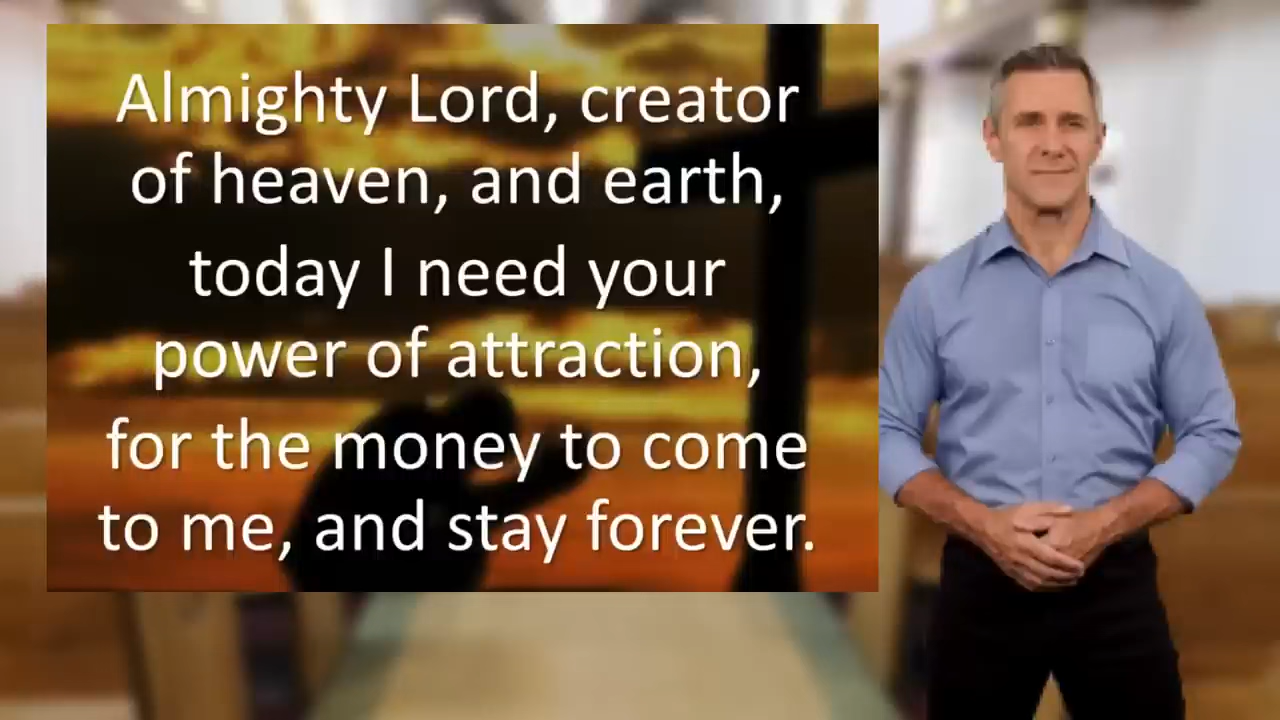 Almighty Lord, creator
of heaven, and earth,
today I need your
power of attraction,
for the money to come
to me, and stay forever.